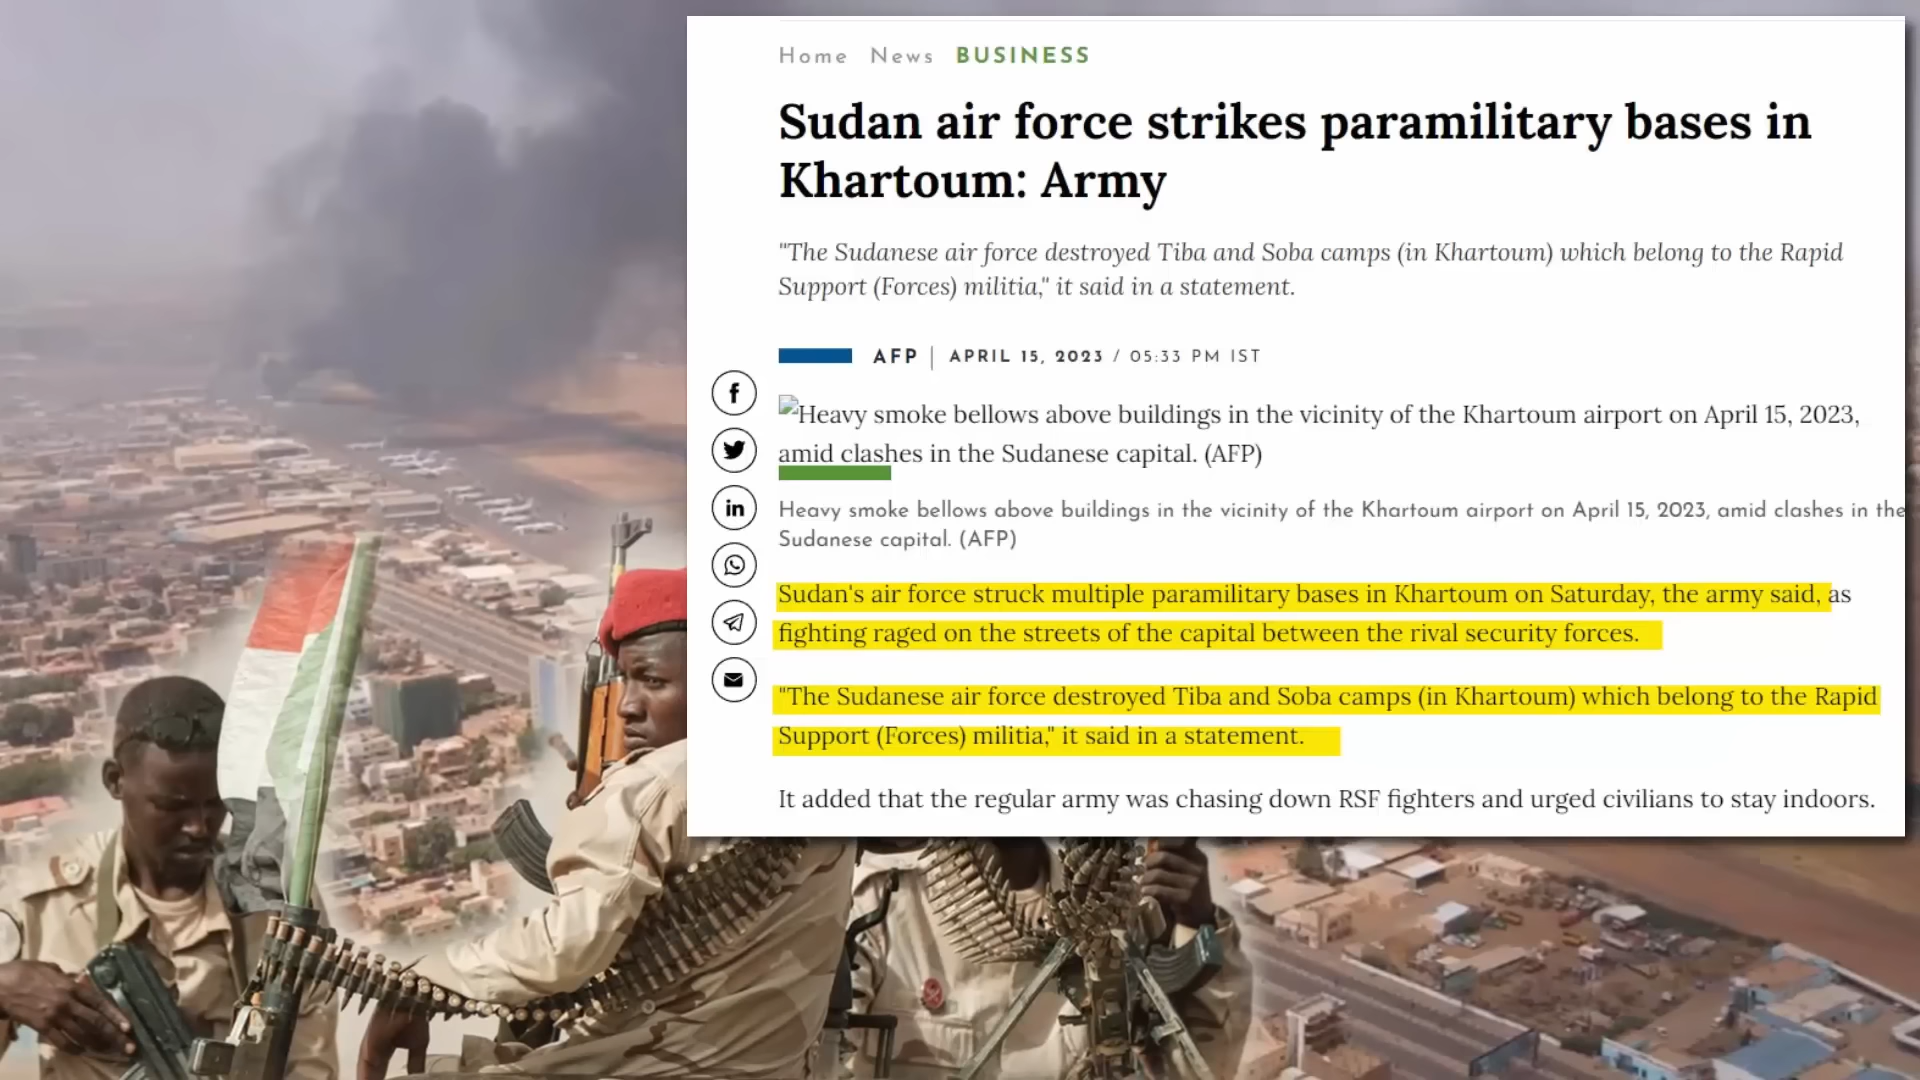 Home News BUSINESS
Sudan air force strikes paramilitary bases in
Khartoum: Army
"The Sudanese air force destroyed Tiba and Soba camps (in Khartoum) which belong to the Rapid
Support (Forces) militia," it said in a statement.
AFP | APRIL 15, 2023 / 05:33 PM IST
Heavy smoke bellows above buildings in the vicinity of the Khartoum airport on April 15, 2023,
amid clashes in the Sudanese capital. (AFP)
Heavy smoke bellows above buildings in the vicinity of the Khartoum airport on April 15, 2023, amid clashes in the
Sudanese capital. (AFP)
Sudan's air force struck multiple paramilitary bases in Khartoum on Saturday, the army said, as
fighting raged on the streets of the capital between the rival security forces.
"The Sudanese air force destroyed Tiba and Soba camps (in Khartoum) which belong to the Rapid
Support (Forces) militia," it said in a statement.
It added that the regular army was chasing down RSF fighters and urged civilians to stay indoors.